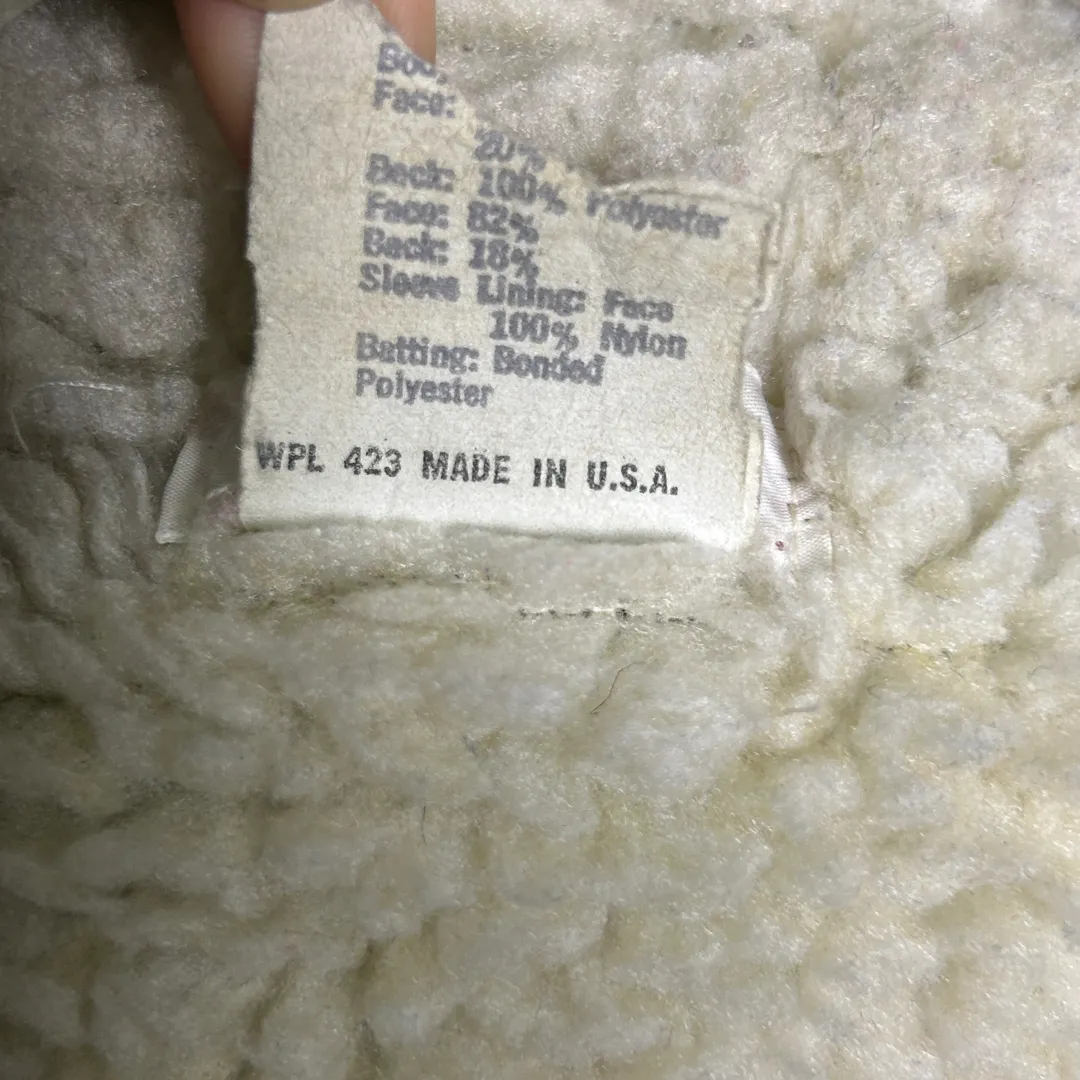 Face:
20%
Back: 100% Polyester
Face: 82%
Back: 18%
Sleeve Lining: Face
100% Nylon
Batting: Bonded
Polyester
WPL 423 MADE IN U.S.A.